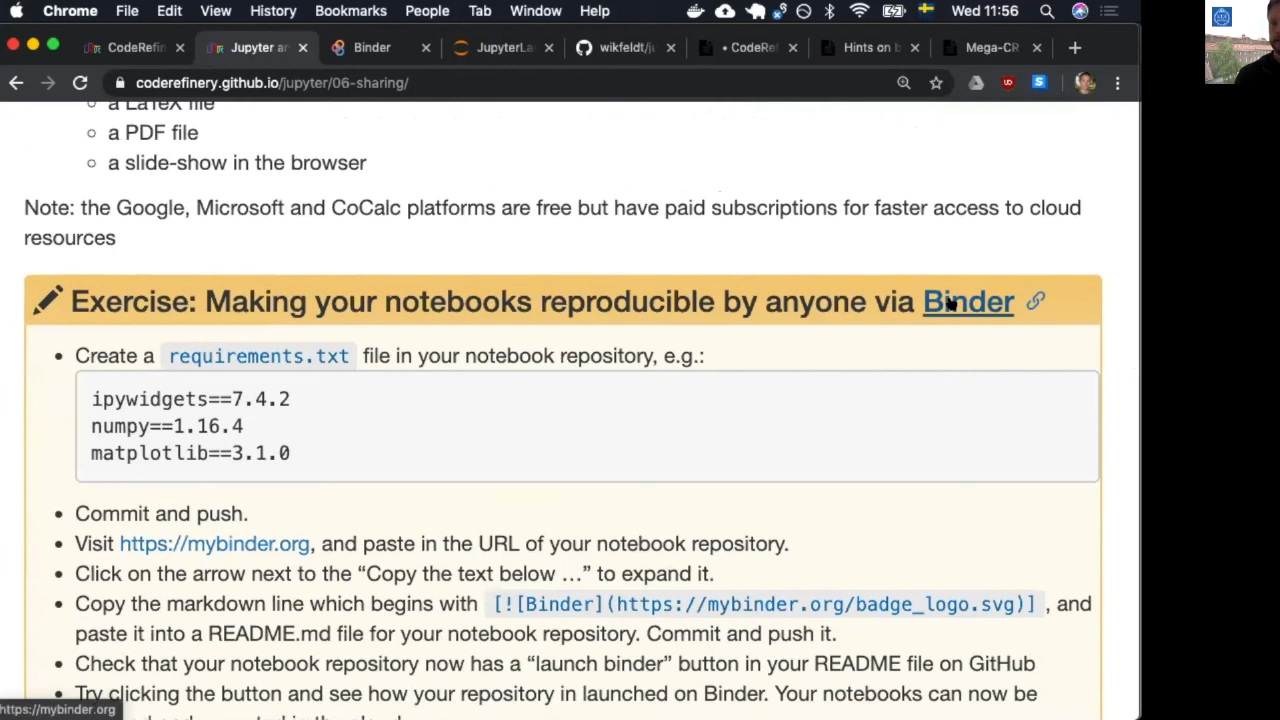 Chrome File Edit View History Bookmarks People Tab Window Help Wed 11:56
CodeRefin Jupyter an Binder JupyterLa wikfeldt/ju • CodeRef Hints on b Mega-CR
coderefinery.github.io/jupyter/06-sharing/
a LaTeX file
a PDF file
a slide-show in the browser
Note: the Google, Microsoft and CoCalc platforms are free but have paid subscriptions for faster access to cloud
resources
Exercise: Making your notebooks reproducible by anyone via Binder
Create a requirements.txt file in your notebook repository, e.g.:
ipywidgets==7.4.2
numpy==1.16.4
matplotlib==3.1.0
Commit and push.
Visit https://mybinder.org, and paste in the URL of your notebook repository.
Click on the arrow next to the “Copy the text below …” to expand it.
Copy the markdown line which begins with [![Binder](https://mybinder.org/badge_logo.svg)] , and
paste it into a README.md file for your notebook repository. Commit and push it.
Check that your notebook repository now has a “launch binder” button in your README file on GitHub
Try clicking the button and see how your repository in launched on Binder. Your notebooks can now be
https://mybinder.org